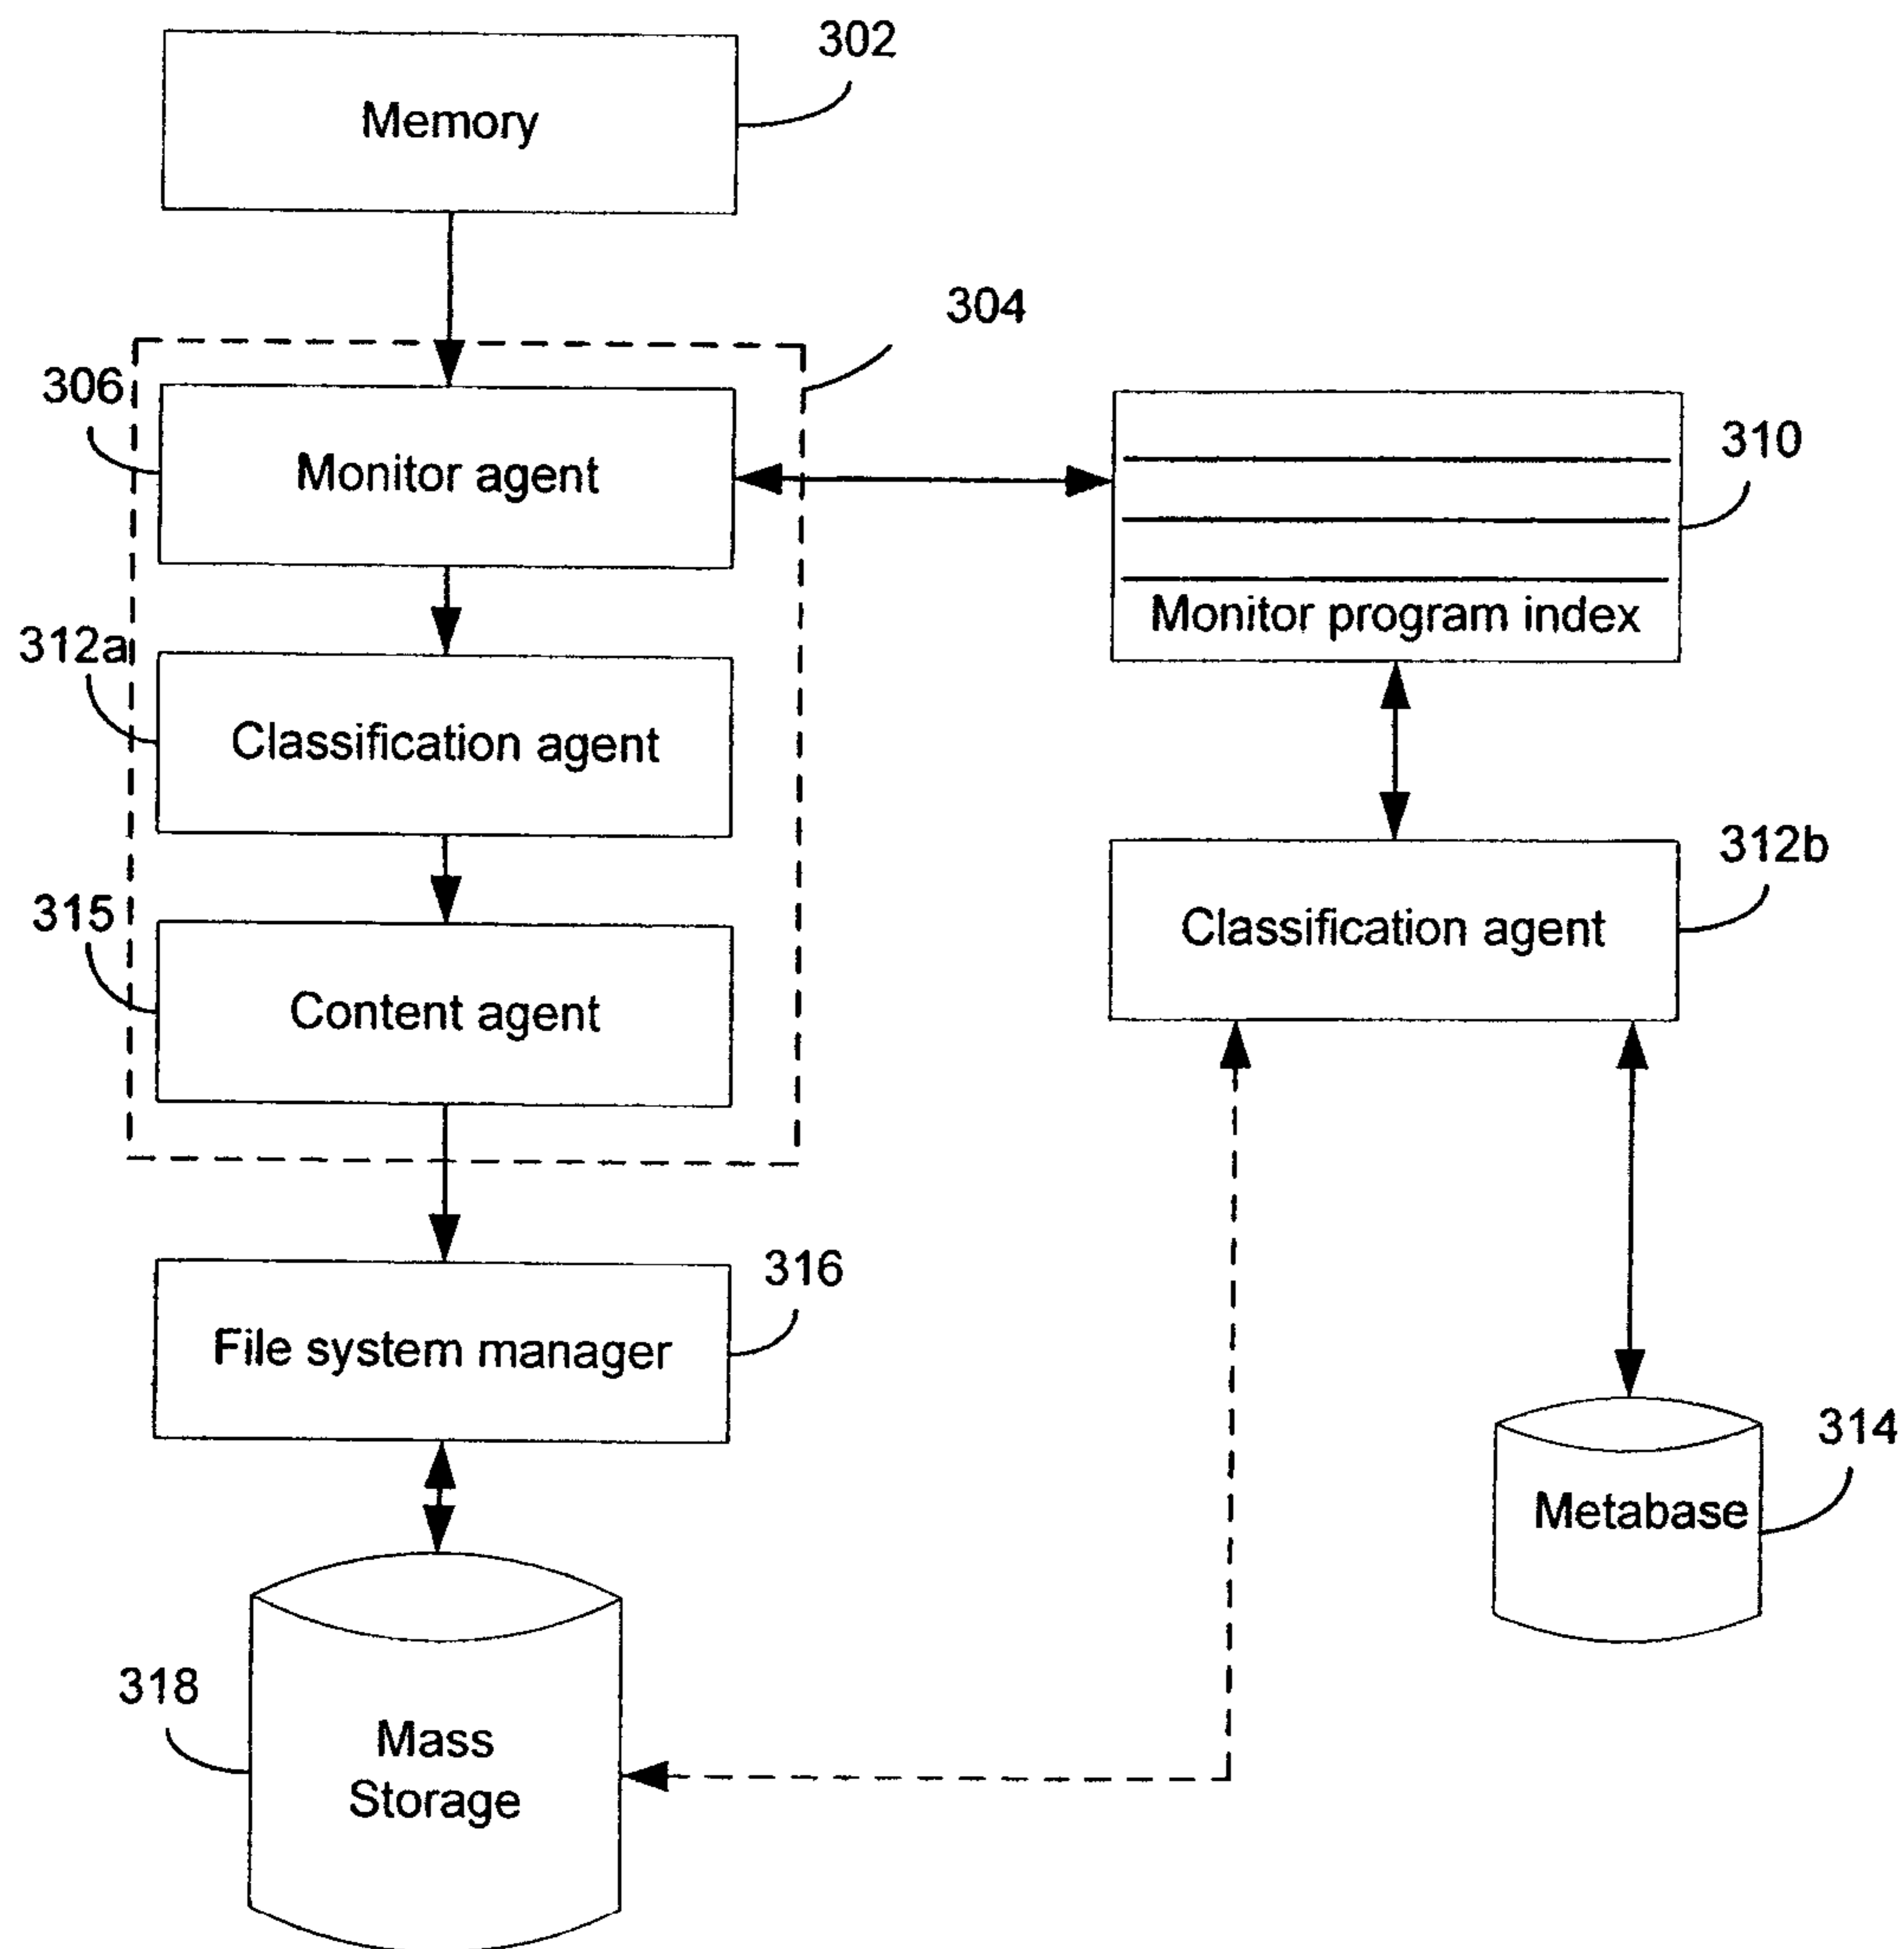 302
Memory
304
306
Monitor agent
310
Monitor program index
312a
Classification agent
312b
Classification agent
315
Content agent
316
File system manager
314
Metabase
318
Mass
Storage